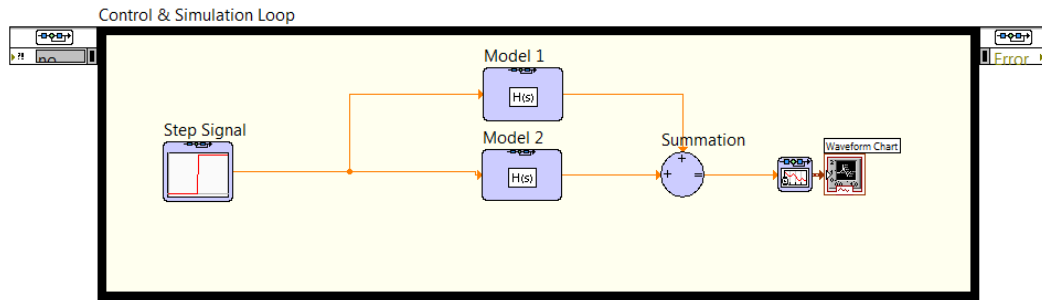 Control & Simulation Loop
?!
Error
Model 1
H(s)
Step Signal
Model 2
H(s)
Summation
+
+ =
Waveform Chart